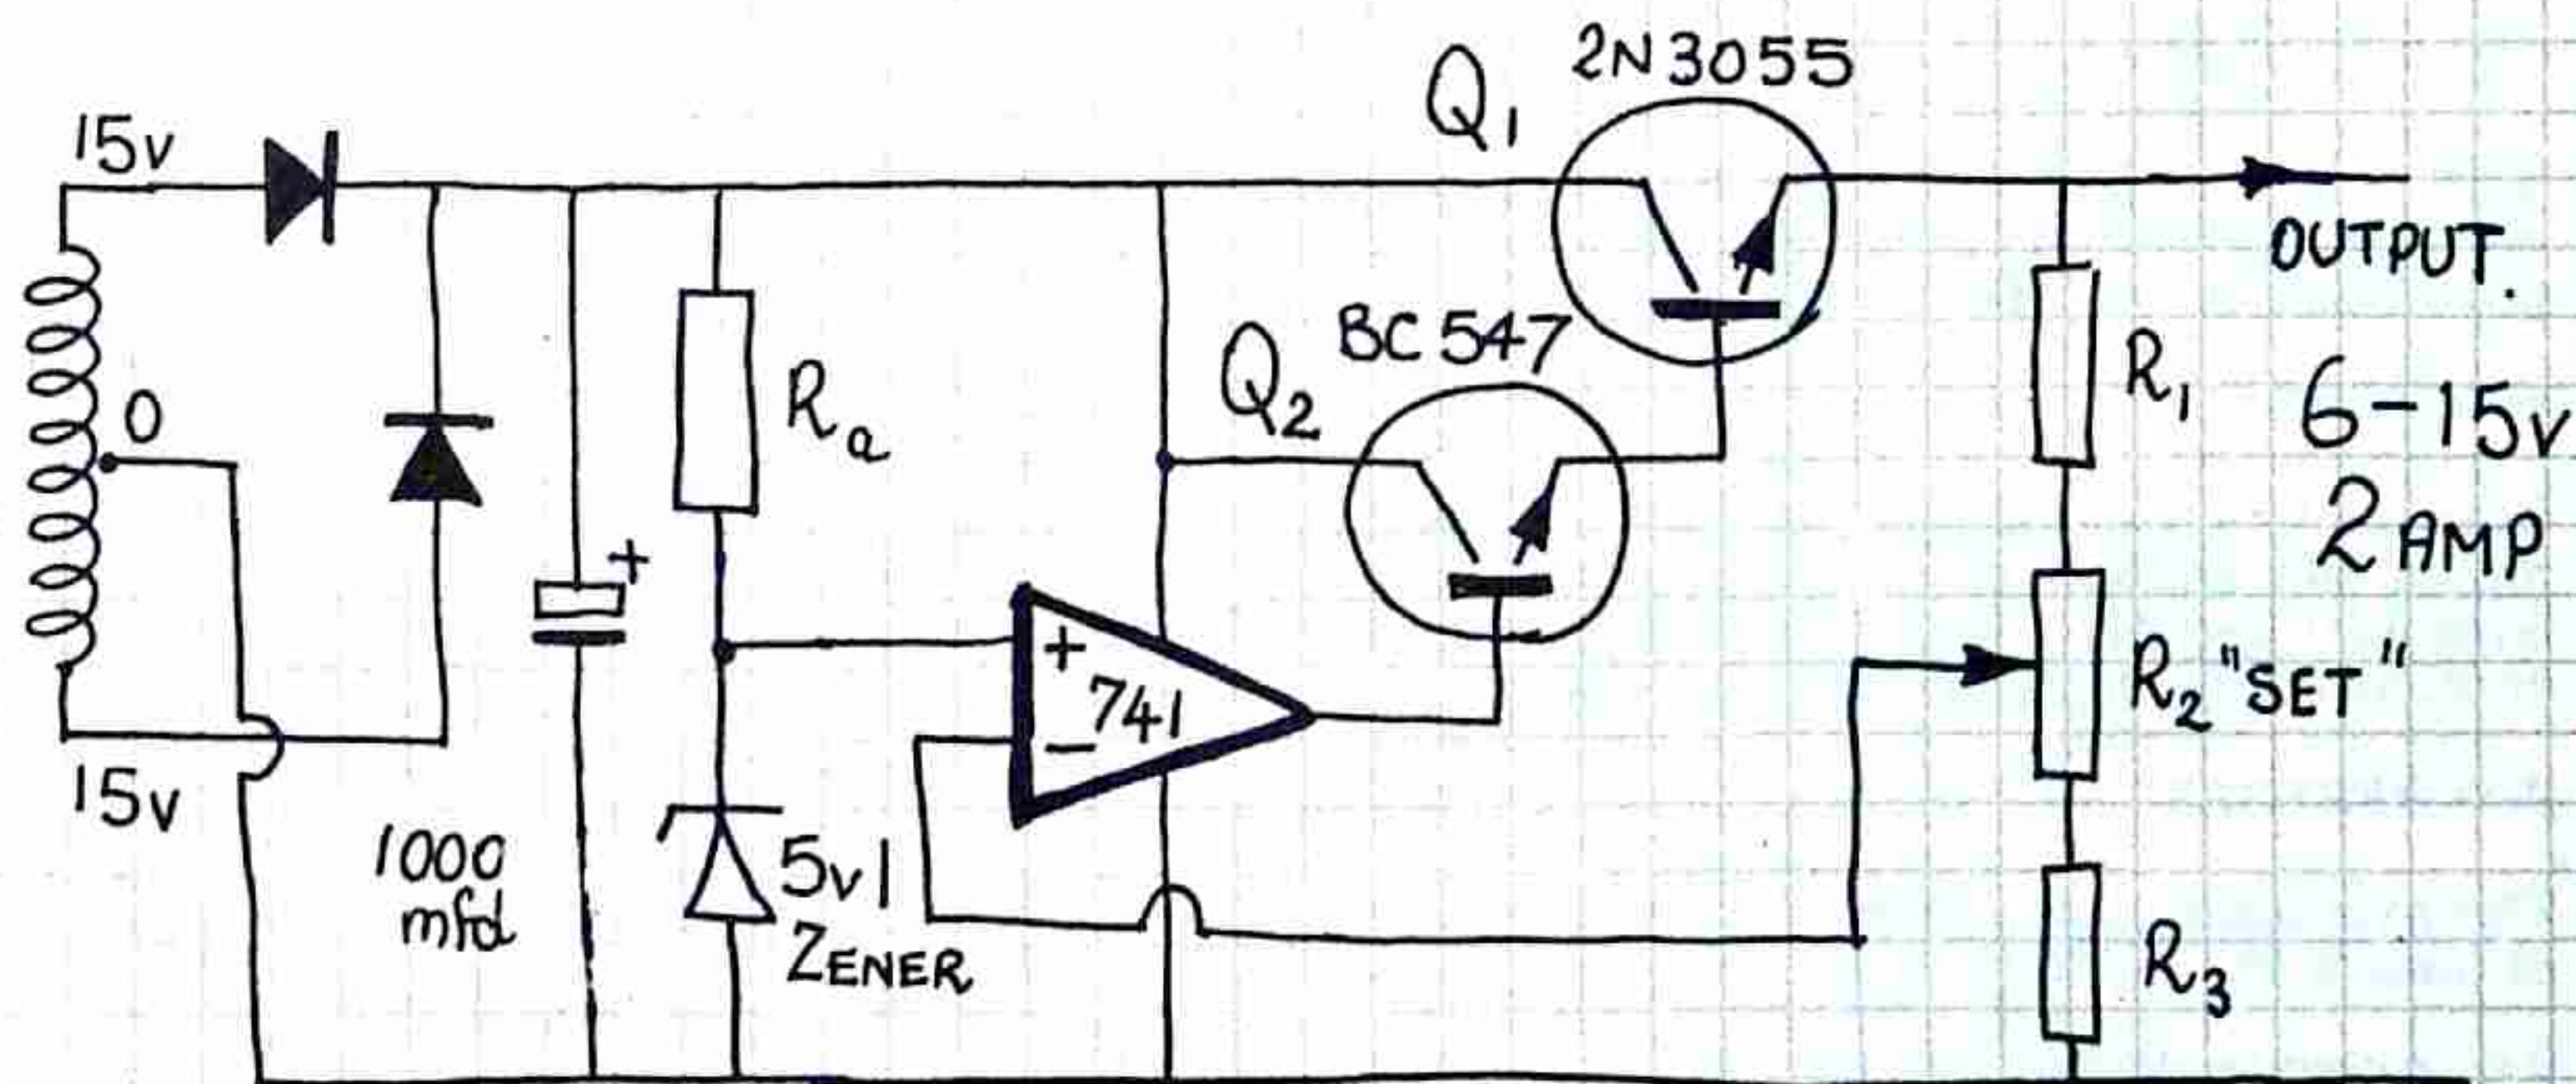 15v
0
15v
1000
mfd
+
Ra
5v1
ZENER
+
741
−
Q2
BC547
Q1
2N3055
OUTPUT.
R1
6-15v
2 AMP
R2 "SET"
R3